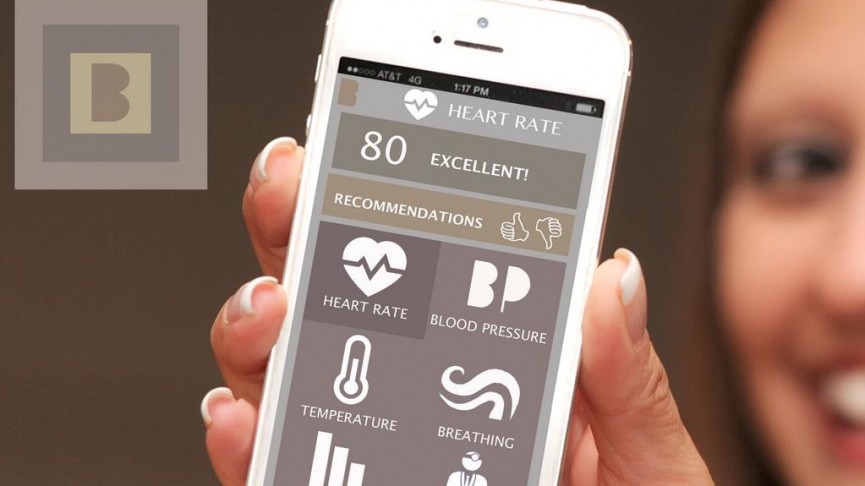 B
AT&T 4G
1:17 PM
B
HEART RATE
80 EXCELLENT!
RECOMMENDATIONS
HEART RATE
BP
BLOOD PRESSURE
TEMPERATURE
BREATHING